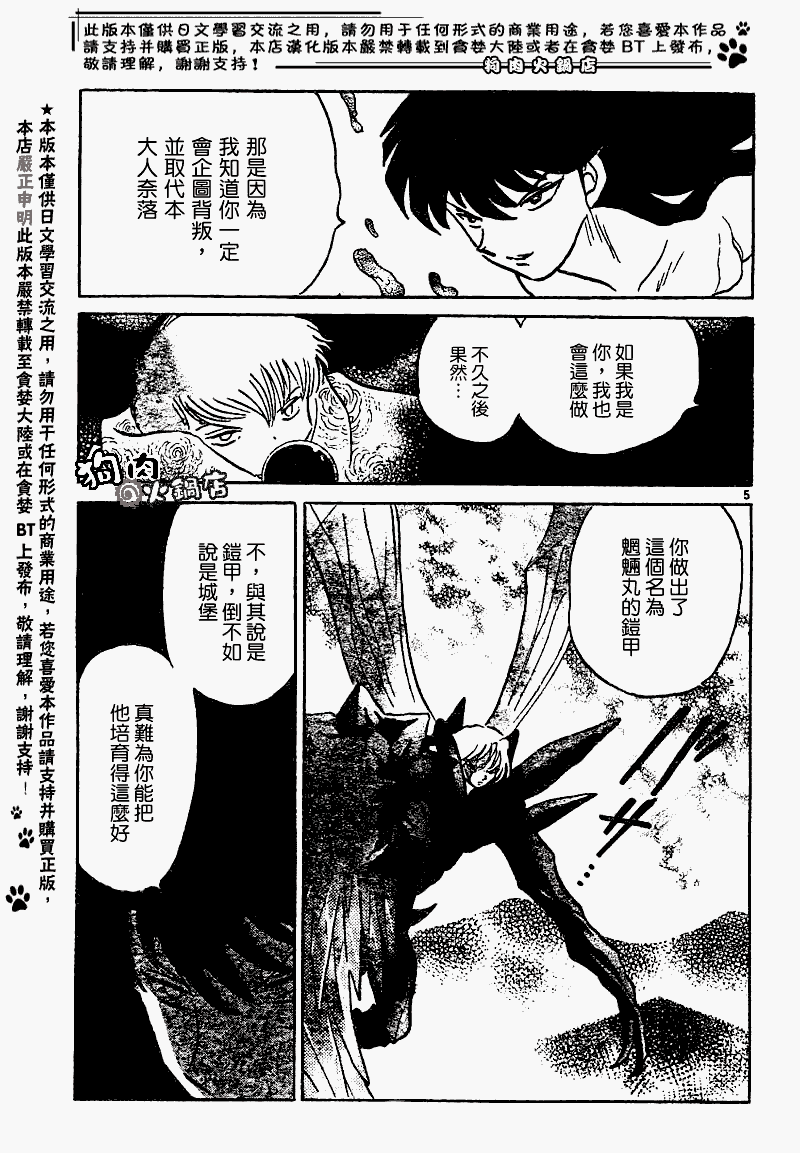 此版本僅供日文學習交流之用，請勿用于任何形式的商業用途，若您喜愛本作品
請支持并購買正版，本店漢化版本嚴禁轉載到貪婪大陸或者在貪婪 BT 上發布，
敬請理解，謝謝支持！
狗肉火鍋店
★本版本僅供日文學習交流之用，請勿用于任何形式的商業用途，若您喜愛本作品請支持并購買正版，
本店嚴正申明此版本嚴禁轉載至貪婪大陸或在貪婪 BT 上發布，敬請理解，謝謝支持！
那是因為
我知道你一定
會企圖背叛，
並取代本
大人奈落
如果我是
你，我也
會這麼做
不久之後
果然…
狗肉
火鍋店
5
你做出了
這個名為
魍魎丸的鎧甲
不，與其說是
鎧甲，倒不如
說是城堡
真難為你能把
他培育得這麼好